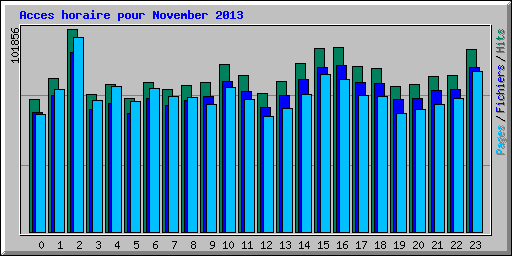 Acces horaire pour November 2013
101856
Pages/Fichiers/Hits
0 1 2 3 4 5 6 7 8 9 10 11 12 13 14 15 16 17 18 19 20 21 22 23